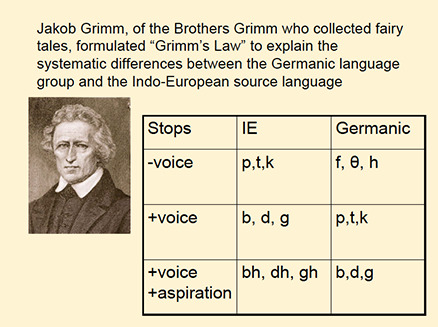 Jakob Grimm, of the Brothers Grimm who collected fairy
tales, formulated “Grimm’s Law” to explain the
systematic differences between the Germanic language
group and the Indo-European source language
Stops IE Germanic
-voice p,t,k f, θ, h
+voice b, d, g p,t,k
+voice bh, dh, gh b,d,g
+aspiration